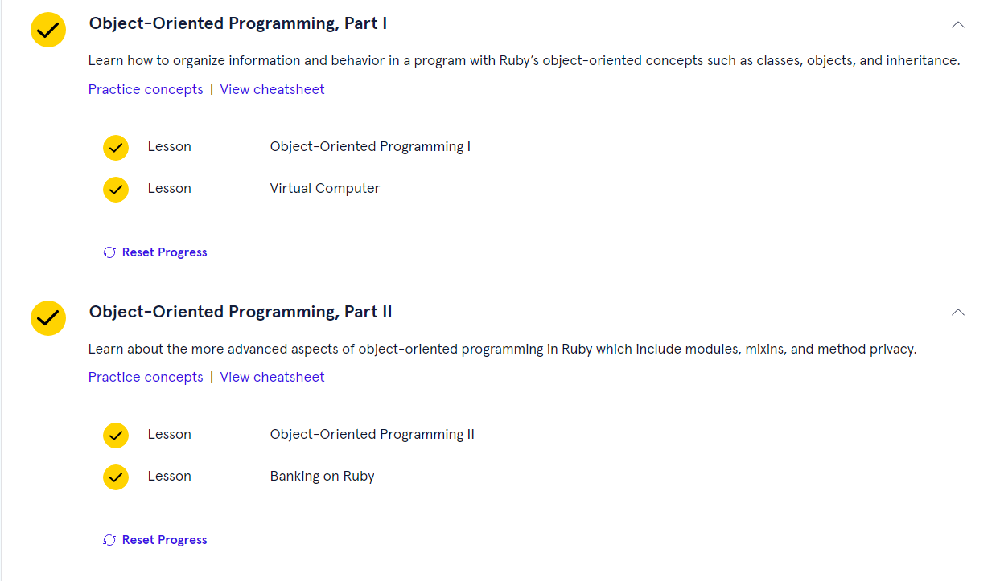 Object-Oriented Programming, Part I
Learn how to organize information and behavior in a program with Ruby’s object-oriented concepts such as classes, objects, and inheritance.
Practice concepts | View cheatsheet
Lesson Object-Oriented Programming I
Lesson Virtual Computer
Reset Progress
Object-Oriented Programming, Part II
Learn about the more advanced aspects of object-oriented programming in Ruby which include modules, mixins, and method privacy.
Practice concepts | View cheatsheet
Lesson Object-Oriented Programming II
Lesson Banking on Ruby
Reset Progress